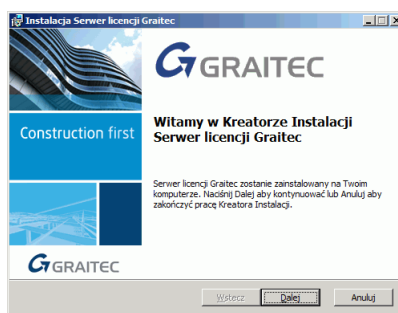 Instalacja Serwer licencji Graitec
GRAITEC
Construction first
Witamy w Kreatorze Instalacji
Serwer licencji Graitec
Serwer licencji Graitec zostanie zainstalowany na Twoim
komputerze. Naciśnij Dalej aby kontynuować lub Anuluj aby
zakończyć pracę Kreatora Instalacji.
GRAITEC
Wstecz
Dalej
Anuluj